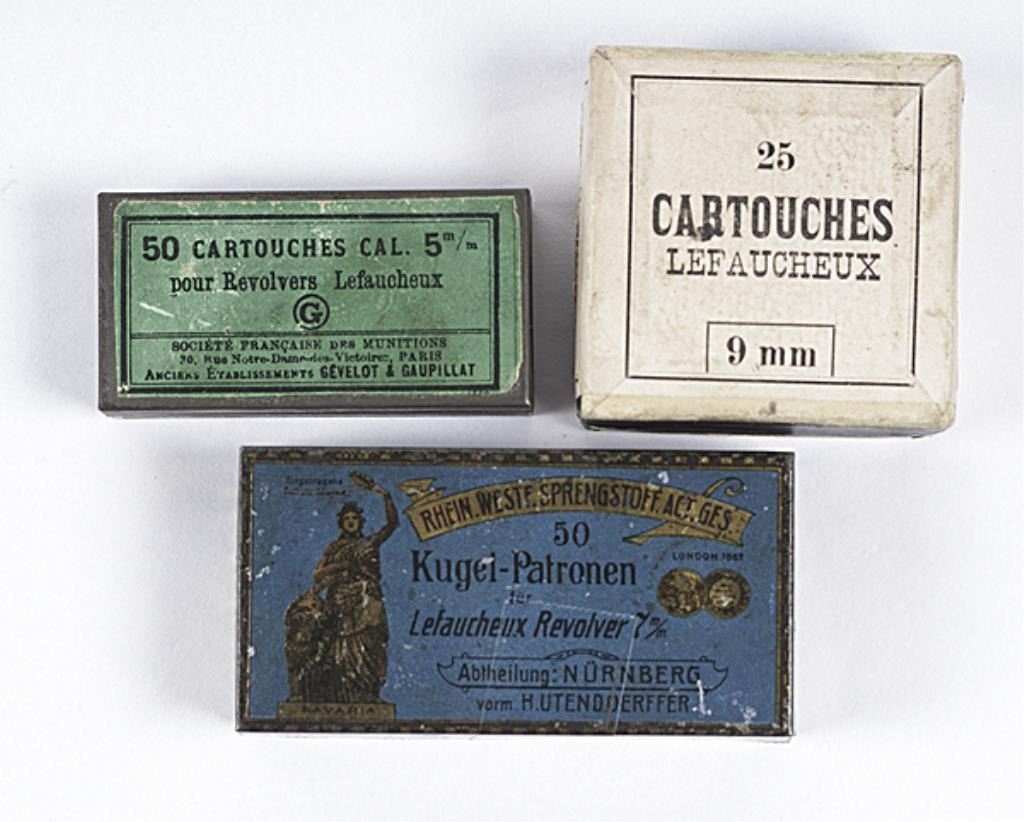 50 CARTOUCHES CAL. 5 m/m
pour Revolvers Lefaucheux
G
SOCIÉTÉ FRANÇAISE DES MUNITIONS
30, Rue Notre-Dame-des-Victoires, PARIS
ANCIENS ÉTABLISSEMENTS GÉVELOT & GAUPILLAT
25
CARTOUCHES
LEFAUCHEUX
9 mm
RHEIN. WESTF. SPRENGSTOFF. ACT. GES.
50
LONDON 1862
Kugel-Patronen
für
Lefaucheux Revolver 7 m/m
Abtheilung: NÜRNBERG
vorm. H. UTENDOERFFER
BAVARIA